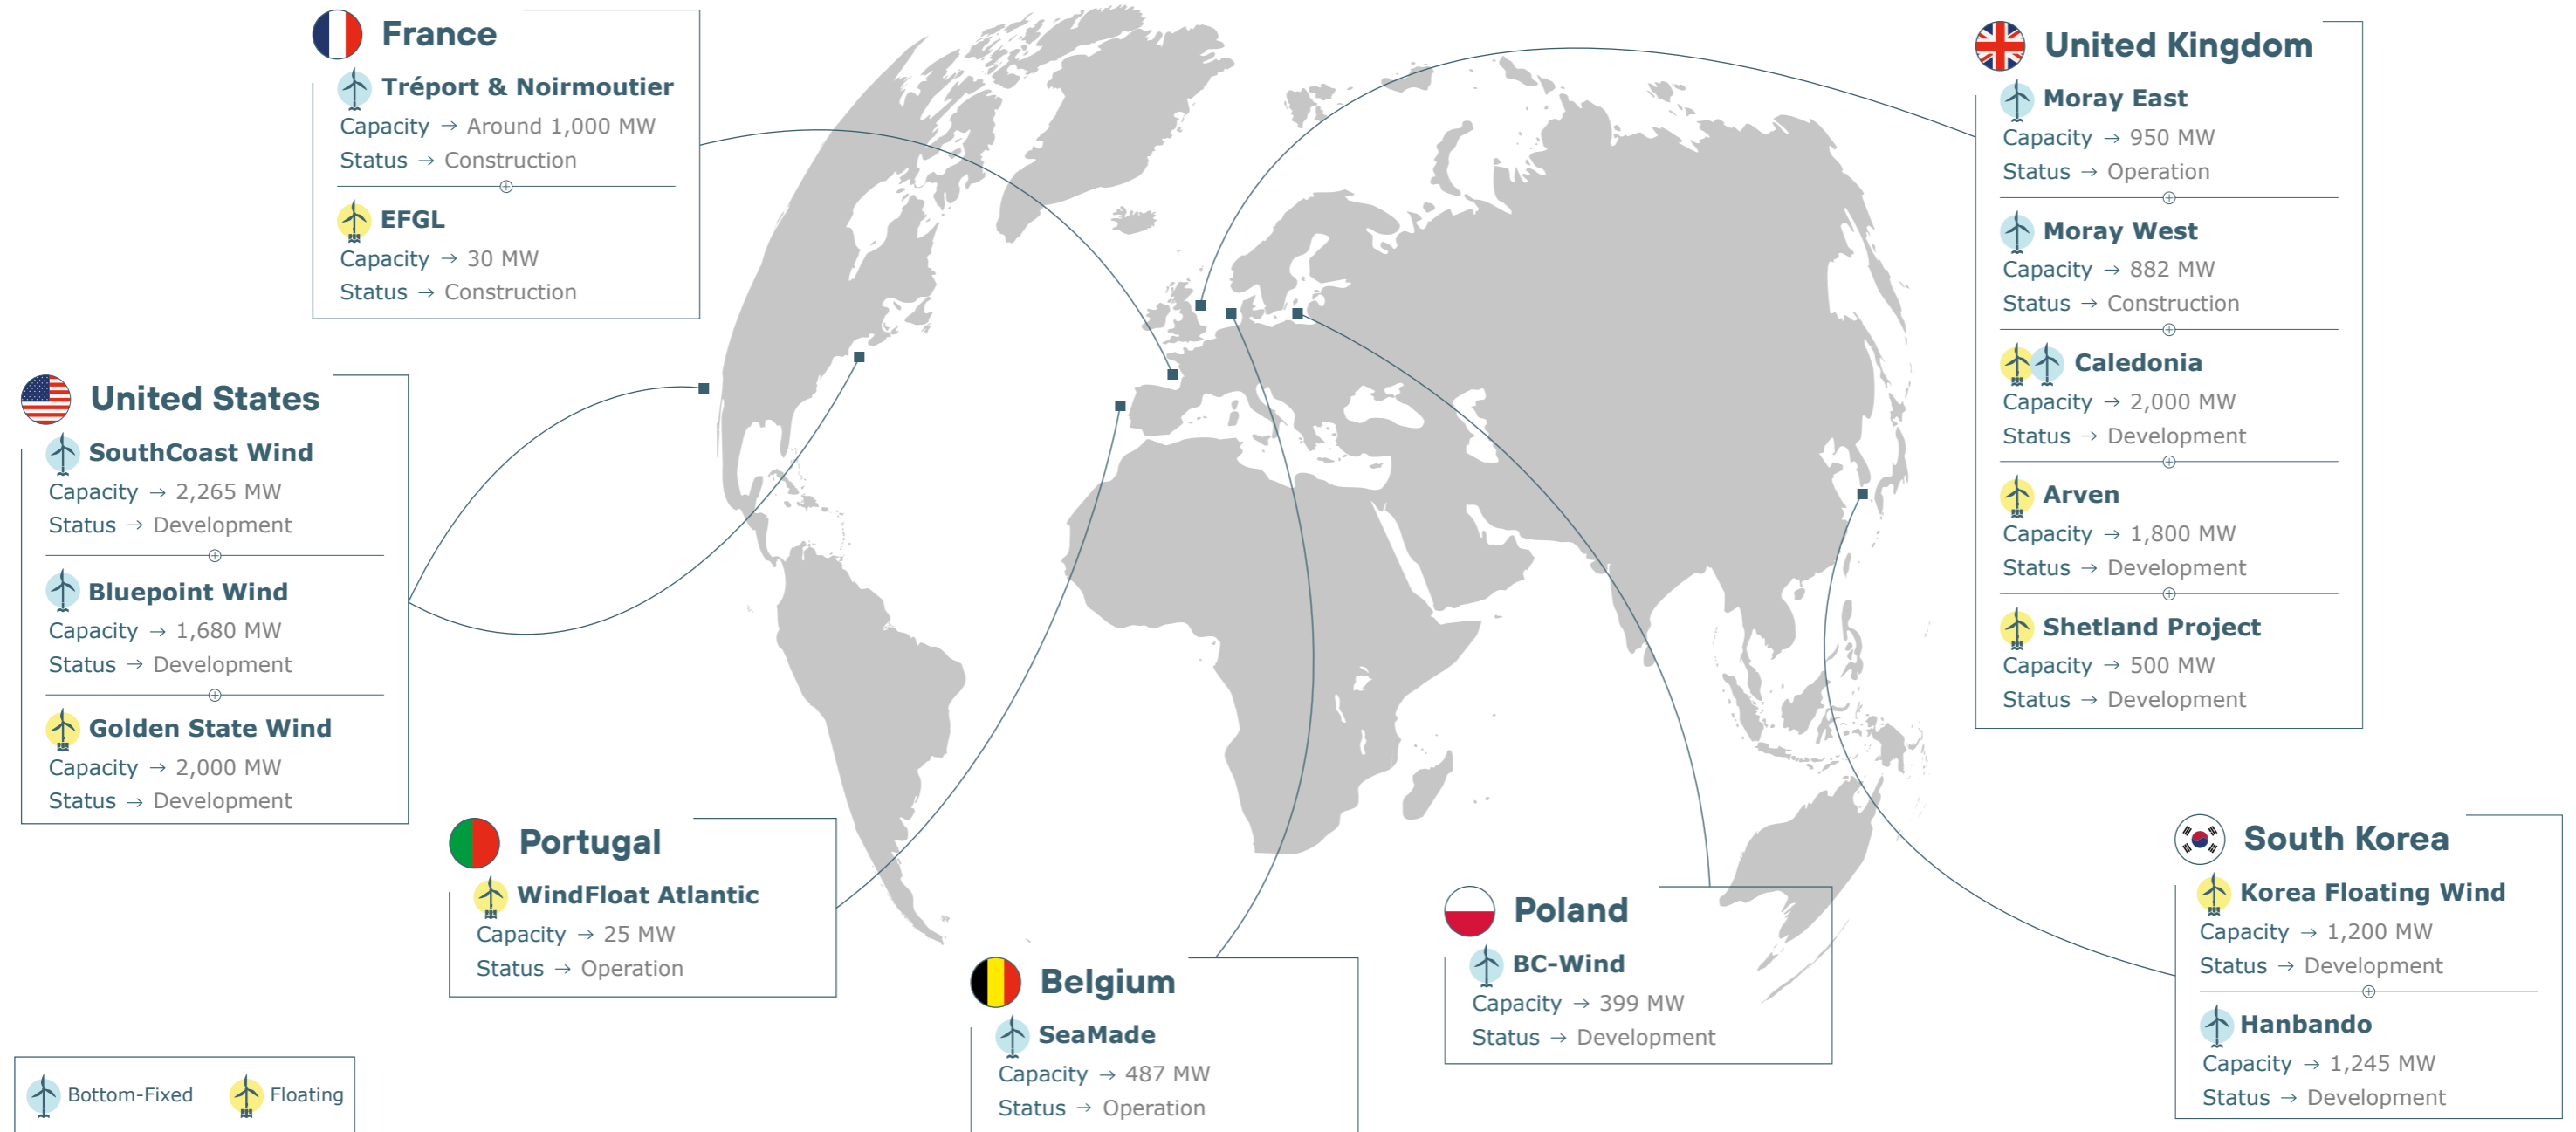 France
Tréport & Noirmoutier
Capacity → Around 1,000 MW
Status → Construction
EFGL
Capacity → 30 MW
Status → Construction
United States
SouthCoast Wind
Capacity → 2,265 MW
Status → Development
Bluepoint Wind
Capacity → 1,680 MW
Status → Development
Golden State Wind
Capacity → 2,000 MW
Status → Development
Portugal
WindFloat Atlantic
Capacity → 25 MW
Status → Operation
Belgium
SeaMade
Capacity → 487 MW
Status → Operation
Poland
BC-Wind
Capacity → 399 MW
Status → Development
United Kingdom
Moray East
Capacity → 950 MW
Status → Operation
Moray West
Capacity → 882 MW
Status → Construction
Caledonia
Capacity → 2,000 MW
Status → Development
Arven
Capacity → 1,800 MW
Status → Development
Shetland Project
Capacity → 500 MW
Status → Development
South Korea
Korea Floating Wind
Capacity → 1,200 MW
Status → Development
Hanbando
Capacity → 1,245 MW
Status → Development
Bottom-Fixed
Floating